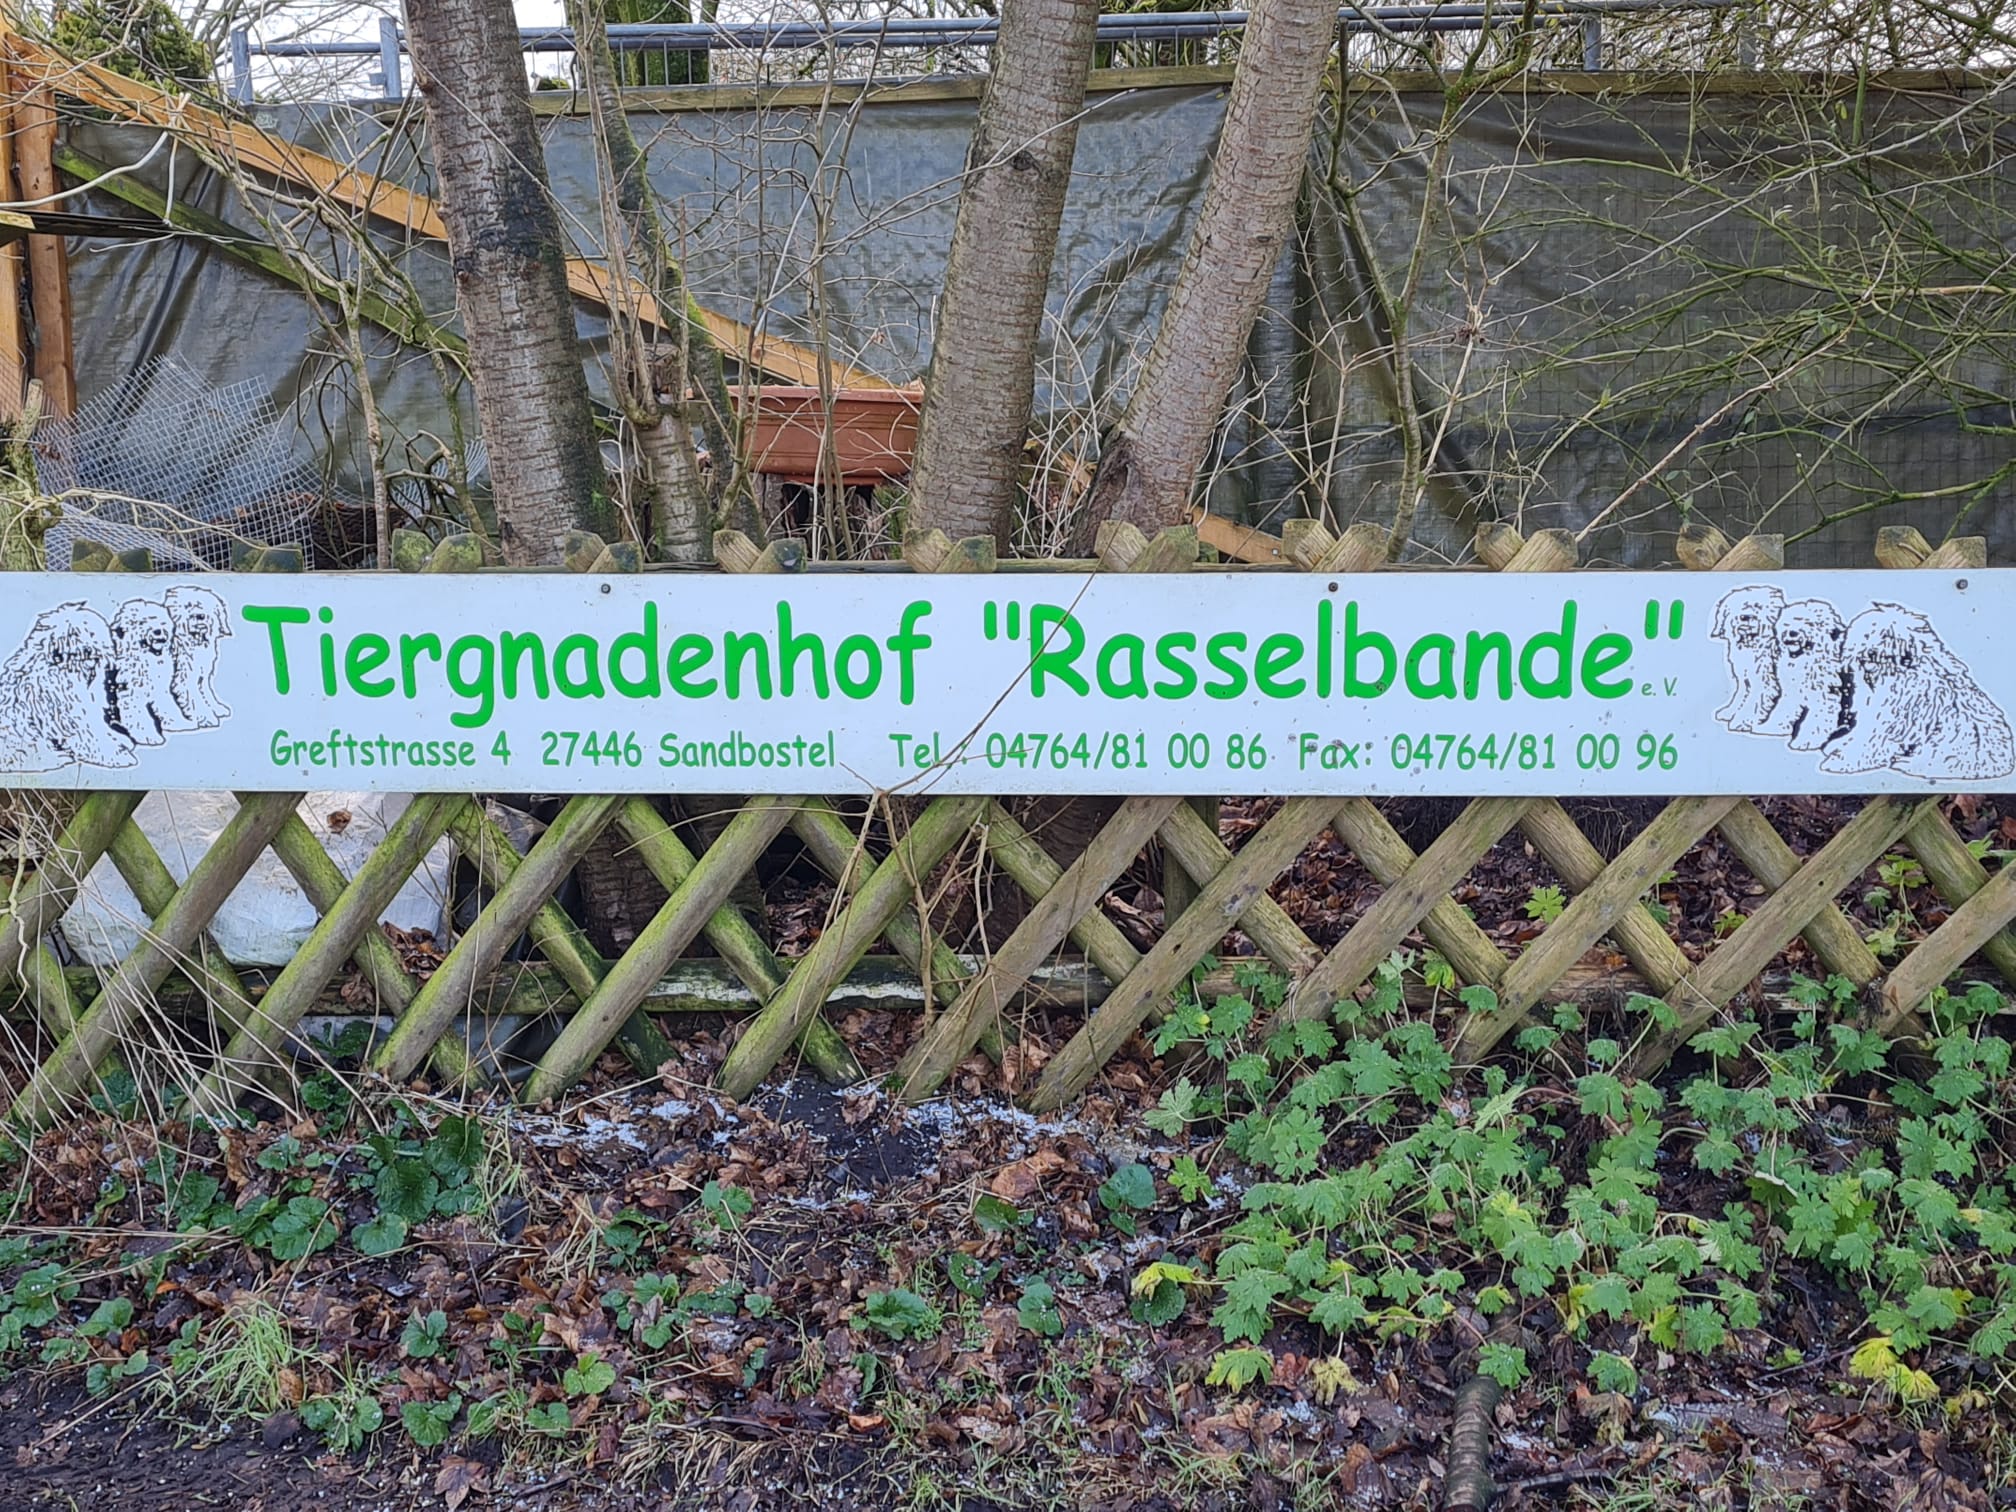 Tiergnadenhof "Rasselbande" e.V.
Greftstrasse 4 27446 Sandbostel Tel.: 04764/81 00 86 Fax: 04764/81 00 96